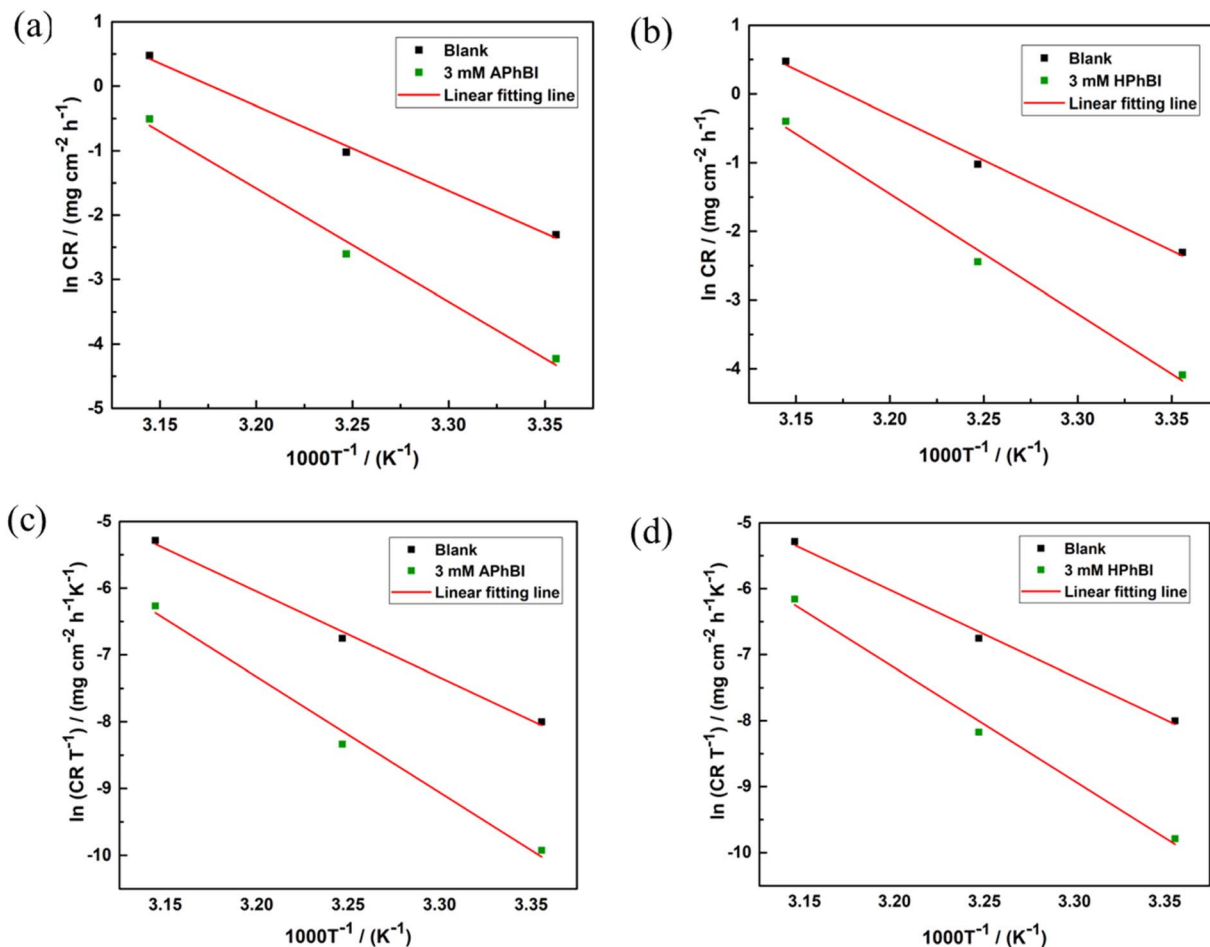 (a)
ln CR / (mg cm⁻² h⁻¹)
1
0
-1
-2
-3
-4
-5
Blank
3 mM APhBI
Linear fitting line
3.15 3.20 3.25 3.30 3.35
1000T⁻¹ / (K⁻¹)
(b)
ln CR / (mg cm⁻² h⁻¹)
1
0
-1
-2
-3
-4
Blank
3 mM HPhBI
Linear fitting line
3.15 3.20 3.25 3.30 3.35
1000T⁻¹ / (K⁻¹)
(c)
ln (CR T⁻¹) / (mg cm⁻² h⁻¹K⁻¹)
-5
-6
-7
-8
-9
-10
Blank
3 mM APhBI
Linear fitting line
3.15 3.20 3.25 3.30 3.35
1000T⁻¹ / (K⁻¹)
(d)
ln (CR T⁻¹) / (mg cm⁻² h⁻¹K⁻¹)
-5
-6
-7
-8
-9
-10
Blank
3 mM HPhBI
Linear fitting line
3.15 3.20 3.25 3.30 3.35
1000T⁻¹ / (K⁻¹)